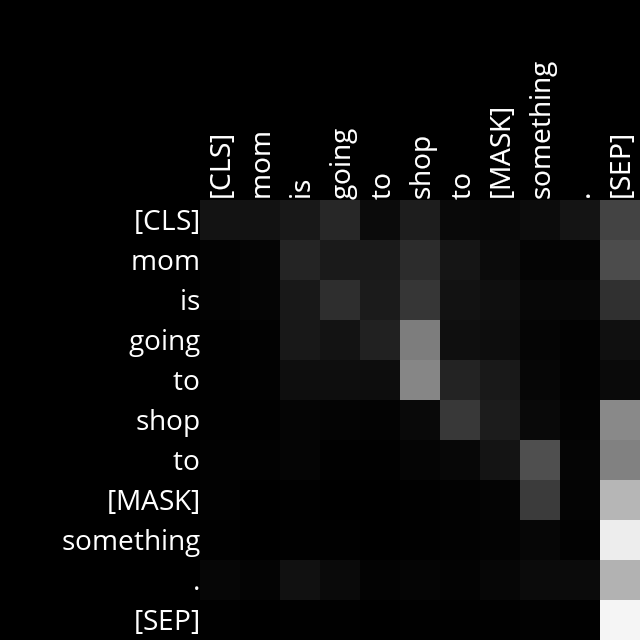 [CLS]
mom
is
going
to
shop
to
[MASK]
something
.
[SEP]
[CLS]
mom
is
going
to
shop
to
[MASK]
something
.
[SEP]